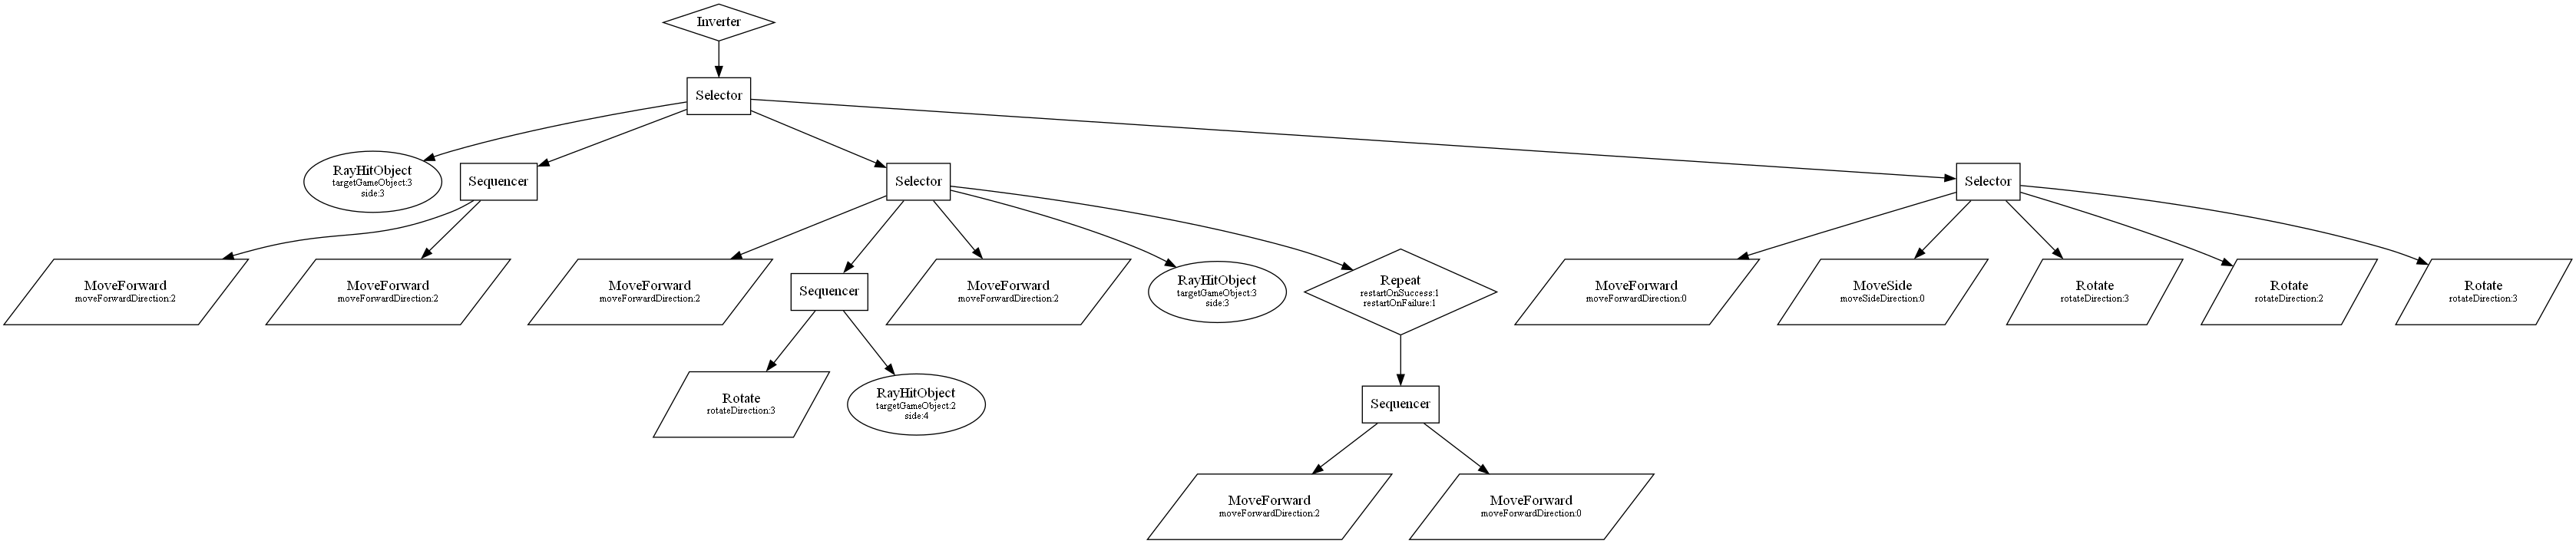 Inverter
Selector
RayHitObject
targetGameObject:3
side:3
Sequencer
Selector
Selector
MoveForward
moveForwardDirection:2
MoveForward
moveForwardDirection:2
MoveForward
moveForwardDirection:2
Sequencer
MoveForward
moveForwardDirection:2
RayHitObject
targetGameObject:3
side:3
Repeat
restartOnSuccess:1
restartOnFailure:1
MoveForward
moveForwardDirection:0
MoveSide
moveSideDirection:0
Rotate
rotateDirection:3
Rotate
rotateDirection:2
Rotate
rotateDirection:3
Rotate
rotateDirection:3
RayHitObject
targetGameObject:2
side:4
Sequencer
MoveForward
moveForwardDirection:2
MoveForward
moveForwardDirection:0